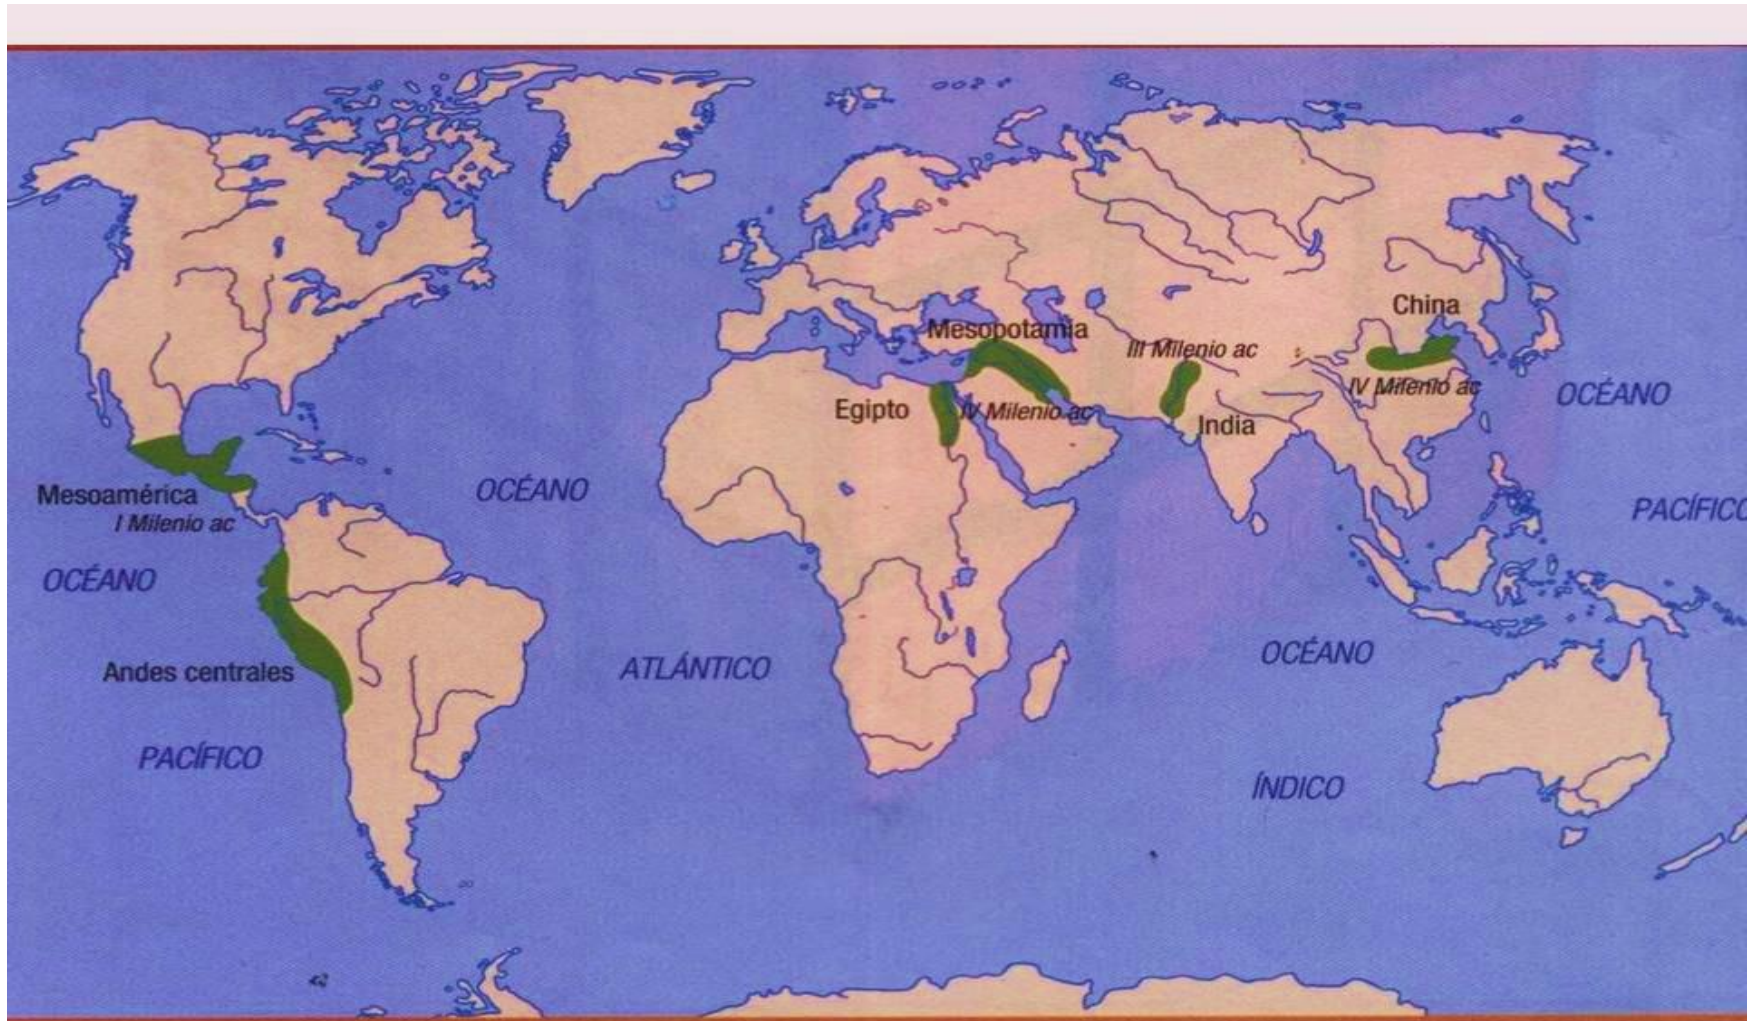 China
Mesopotamia
III Milenio ac
IV Milenio ac
OCÉANO
Egipto
IV Milenio ac
India
OCÉANO
Mesoamérica
I Milenio ac
PACÍFICO
OCÉANO
OCÉANO
ATLÁNTICO
Andes centrales
PACÍFICO
ÍNDICO